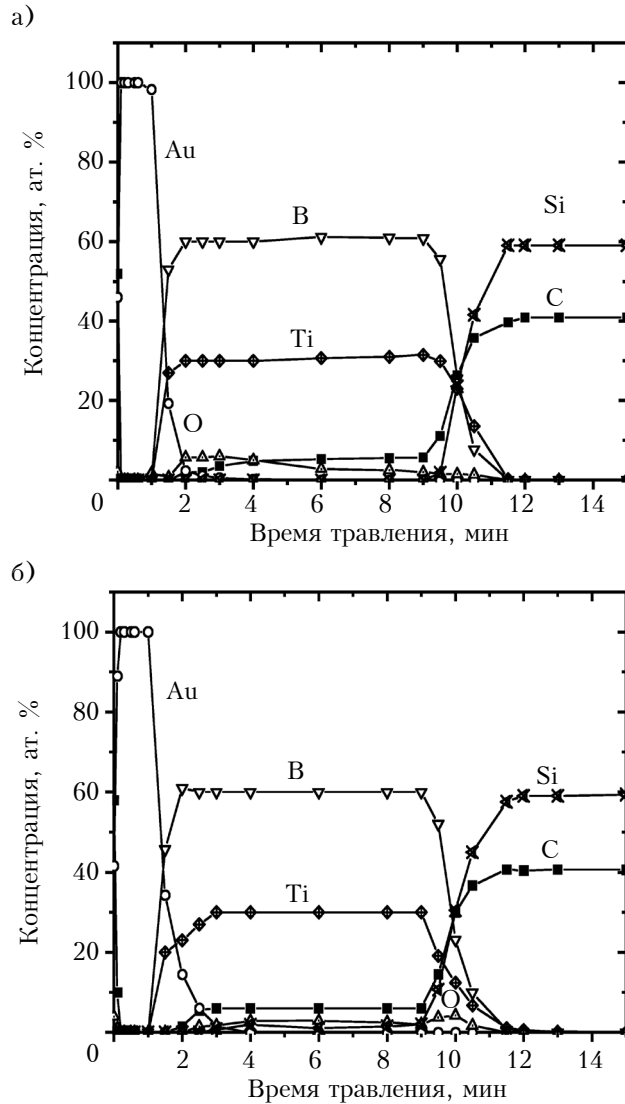 а)
Концентрация, ат. %
100
80
60
40
20
0
Au
B
Ti
O
Si
C
2 4 6 8 10 12 14
Время травления, мин
б)
Концентрация, ат. %
100
80
60
40
20
0
Au
B
Ti
O
Si
C
2 4 6 8 10 12 14
Время травления, мин